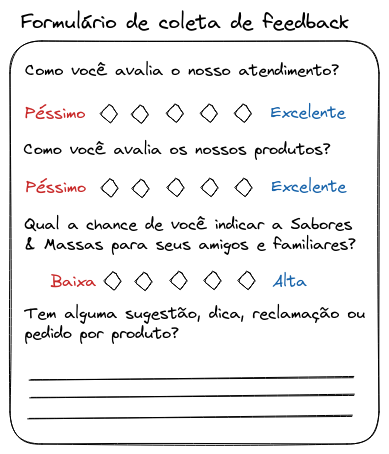 Formulário de coleta de feedback
Como você avalia o nosso atendimento?
Péssimo Excelente
Como você avalia os nossos produtos?
Péssimo Excelente
Qual a chance de você indicar a Sabores
& Massas para seus amigos e familiares?
Baixa Alta
Tem alguma sugestão, dica, reclamação ou
pedido por produto?